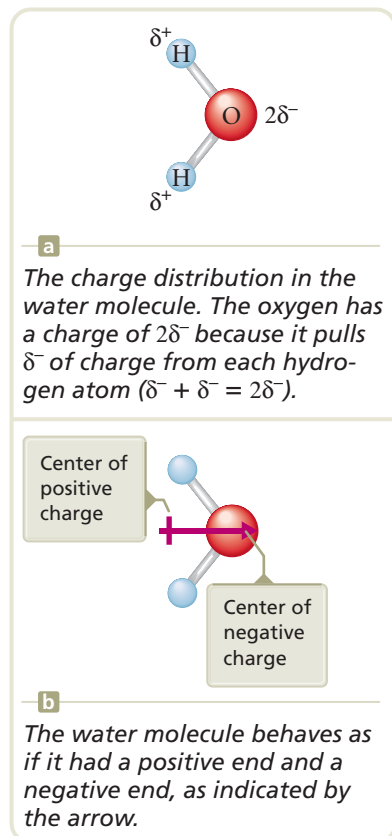 δ⁺
H
O 2δ⁻
H
δ⁺
a
The charge distribution in the
water molecule. The oxygen has
a charge of 2δ⁻ because it pulls
δ⁻ of charge from each hydro-
gen atom (δ⁻ + δ⁻ = 2δ⁻).
Center of
positive
charge
Center of
negative
charge
b
The water molecule behaves as
if it had a positive end and a
negative end, as indicated by
the arrow.